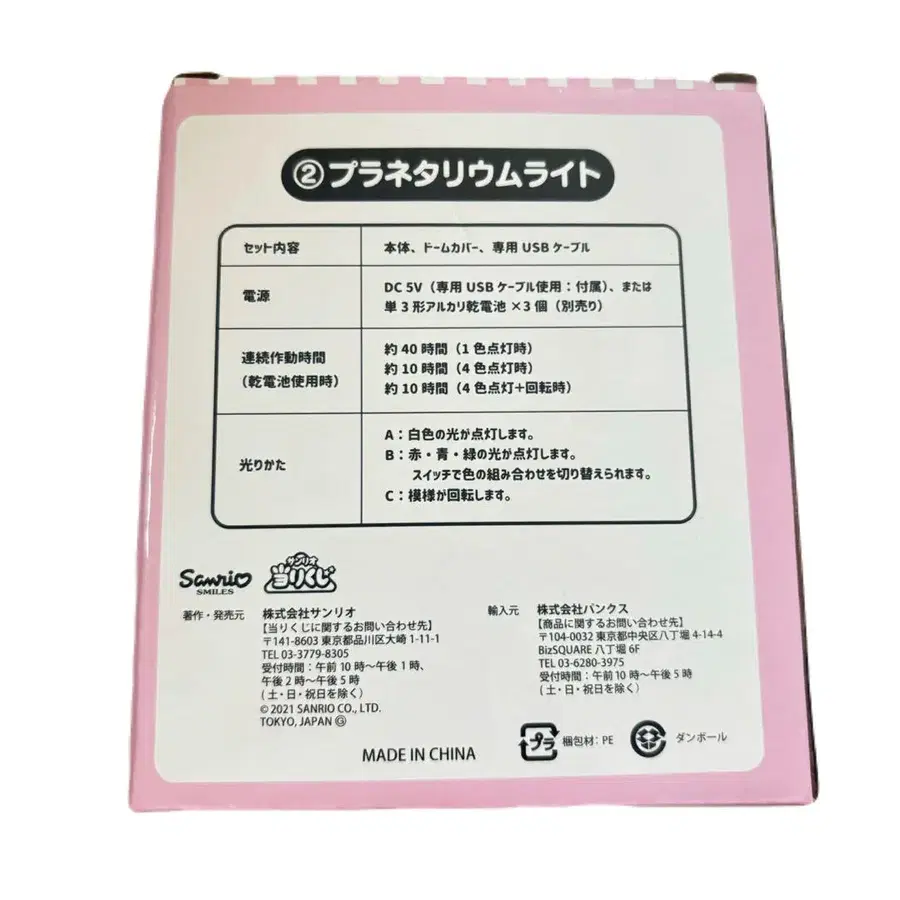 ②プラネタリウムライト
セット内容
本体、ドームカバー、専用 USB ケーブル
電源
DC 5V（専用 USB ケーブル使用：付属）、または
単3形アルカリ乾電池 ×3個（別売り）
連続作動時間
（乾電池使用時）
約 40 時間（1色点灯時）
約 10 時間（4色点灯時）
約 10 時間（4色点灯+回転時）
光りかた
A：白色の光が点灯します。
B：赤・青・緑の光が点灯します。
スイッチで色の組み合わせを切り替えられます。
C：模様が回転します。
Sanrio
SMILES
サンリオ
当りくじ
著作・発売元
株式会社サンリオ
【当りくじに関するお問い合わせ先】
〒141-8603 東京都品川区大崎 1-11-1
TEL 03-3779-8305
受付時間：午前 10 時～午後 1 時、
午後 2 時～午後 5 時
（土・日・祝日を除く）
© 2021 SANRIO CO., LTD.
TOKYO, JAPAN Ⓖ
輸入元
株式会社バンクス
【商品に関するお問い合わせ先】
〒104-0032 東京都中央区八丁堀 4-14-4
BizSQUARE 八丁堀 6F
TEL 03-6280-3975
受付時間：午前 10 時～午後 5 時
（土・日・祝日を除く）
MADE IN CHINA
プラ
梱包材：PE
ダンボール